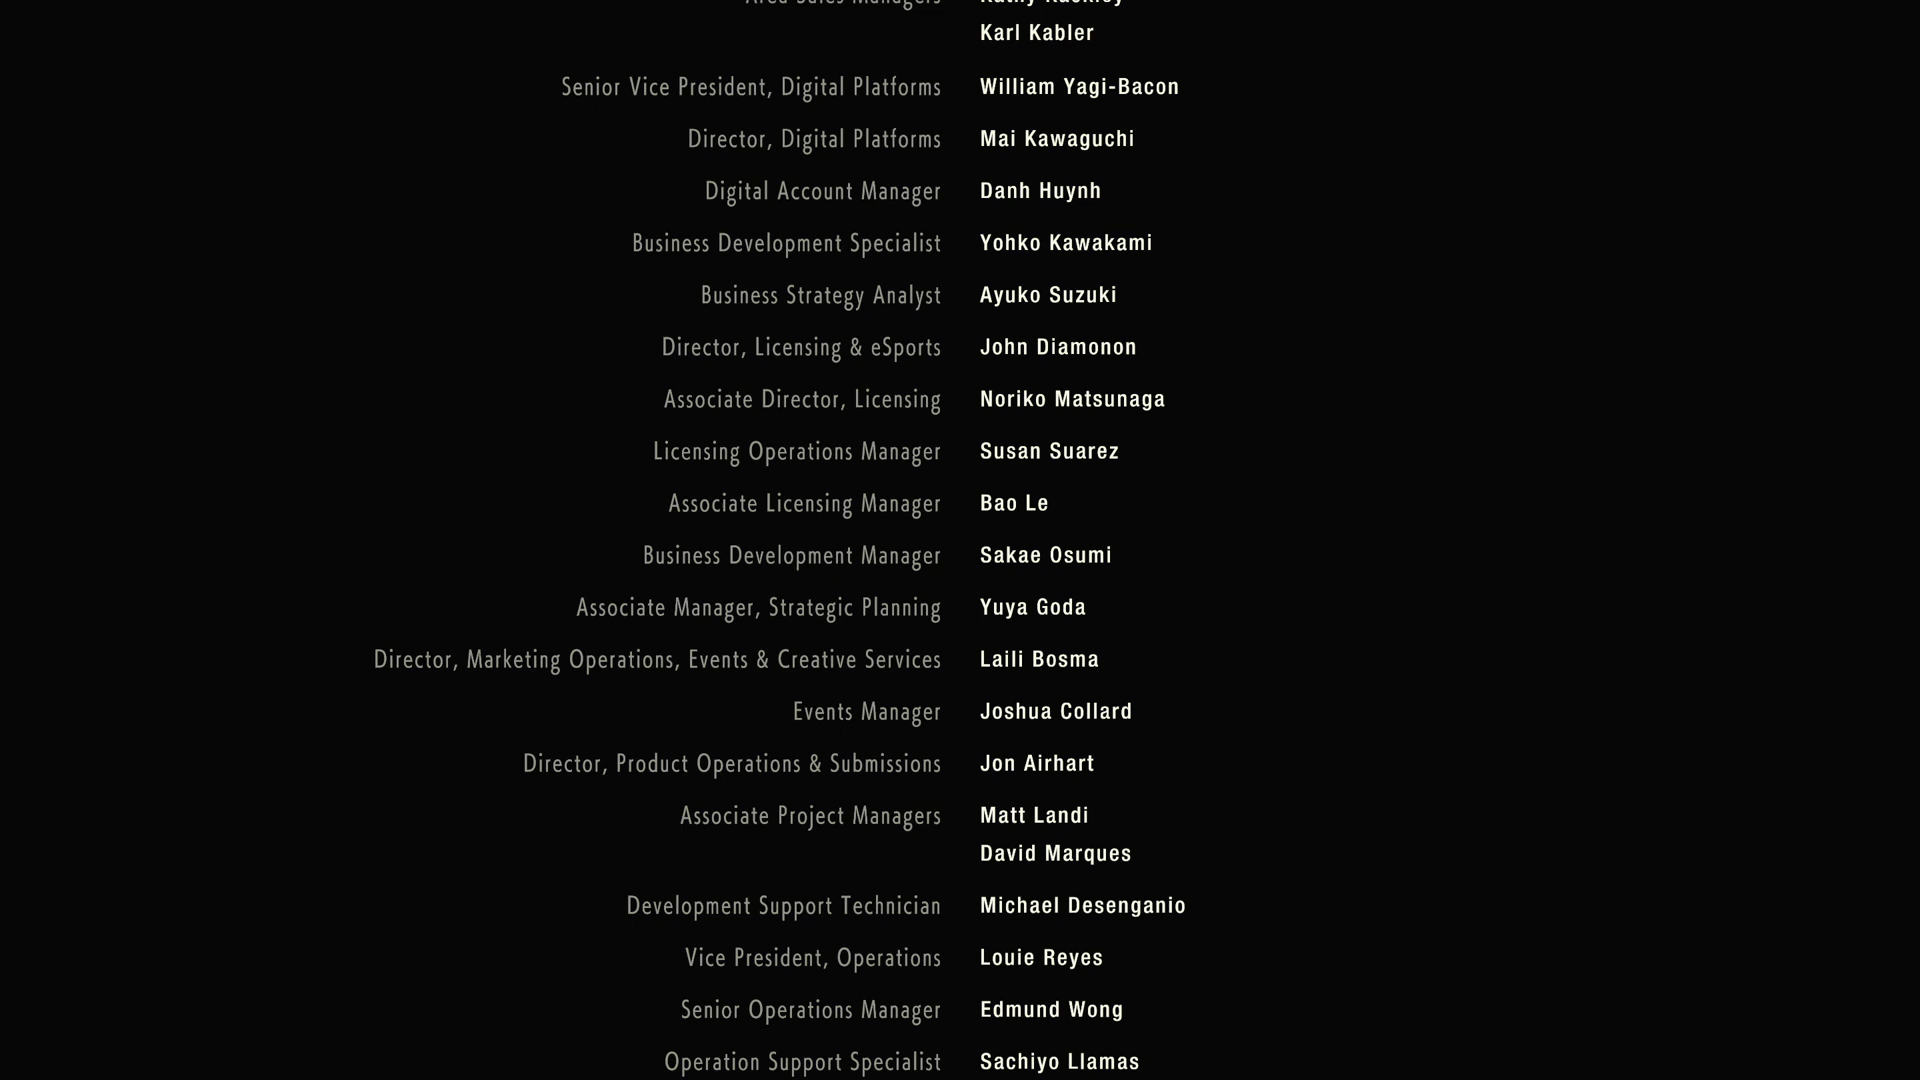 Area Sales Managers
Karl Kabler
Senior Vice President, Digital Platforms William Yagi-Bacon
Director, Digital Platforms Mai Kawaguchi
Digital Account Manager Danh Huynh
Business Development Specialist Yohko Kawakami
Business Strategy Analyst Ayuko Suzuki
Director, Licensing & eSports John Diamonon
Associate Director, Licensing Noriko Matsunaga
Licensing Operations Manager Susan Suarez
Associate Licensing Manager Bao Le
Business Development Manager Sakae Osumi
Associate Manager, Strategic Planning Yuya Goda
Director, Marketing Operations, Events & Creative Services Laili Bosma
Events Manager Joshua Collard
Director, Product Operations & Submissions Jon Airhart
Associate Project Managers Matt Landi
David Marques
Development Support Technician Michael Desenganio
Vice President, Operations Louie Reyes
Senior Operations Manager Edmund Wong
Operation Support Specialist Sachiyo Llamas